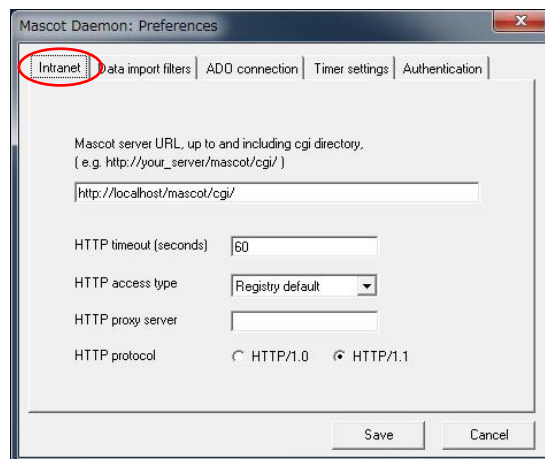 Mascot Daemon: Preferences
Intranet Data import filters ADO connection Timer settings Authentication
Mascot server URL, up to and including cgi directory,
( e.g. http://your_server/mascot/cgi/ )
http://localhost/mascot/cgi/
HTTP timeout (seconds) 60
HTTP access type Registry default
HTTP proxy server
HTTP protocol HTTP/1.0 HTTP/1.1
Save Cancel